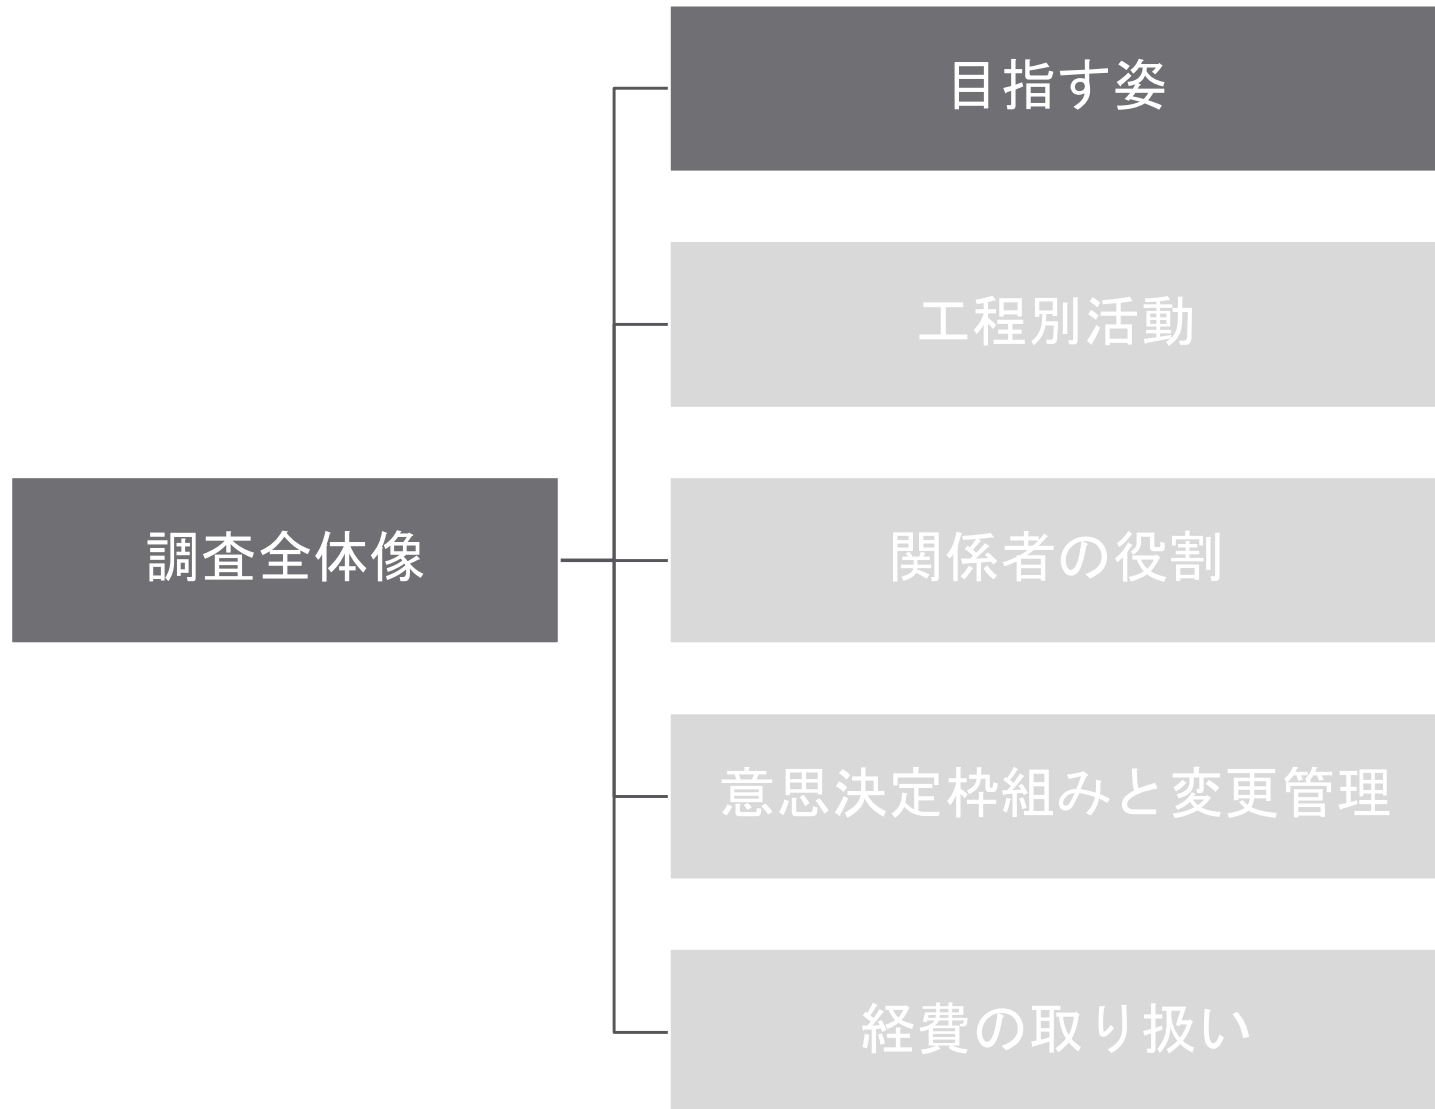 目指す姿
工程別活動
調査全体像
関係者の役割
意思決定枠組みと変更管理
経費の取り扱い